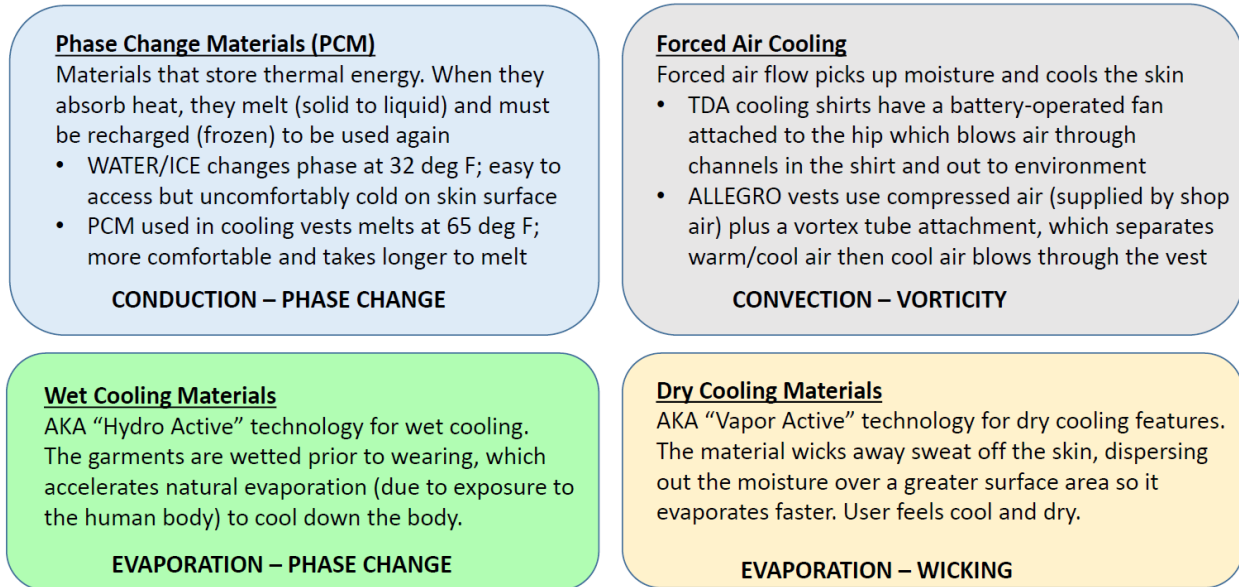 Phase Change Materials (PCM)
Materials that store thermal energy. When they
absorb heat, they melt (solid to liquid) and must
be recharged (frozen) to be used again
• WATER/ICE changes phase at 32 deg F; easy to
access but uncomfortably cold on skin surface
• PCM used in cooling vests melts at 65 deg F;
more comfortable and takes longer to melt
CONDUCTION – PHASE CHANGE
Forced Air Cooling
Forced air flow picks up moisture and cools the skin
• TDA cooling shirts have a battery-operated fan
attached to the hip which blows air through
channels in the shirt and out to environment
• ALLEGRO vests use compressed air (supplied by shop
air) plus a vortex tube attachment, which separates
warm/cool air then cool air blows through the vest
CONVECTION – VORTICITY
Wet Cooling Materials
AKA “Hydro Active” technology for wet cooling.
The garments are wetted prior to wearing, which
accelerates natural evaporation (due to exposure to
the human body) to cool down the body.
EVAPORATION – PHASE CHANGE
Dry Cooling Materials
AKA “Vapor Active” technology for dry cooling features.
The material wicks away sweat off the skin, dispersing
out the moisture over a greater surface area so it
evaporates faster. User feels cool and dry.
EVAPORATION – WICKING